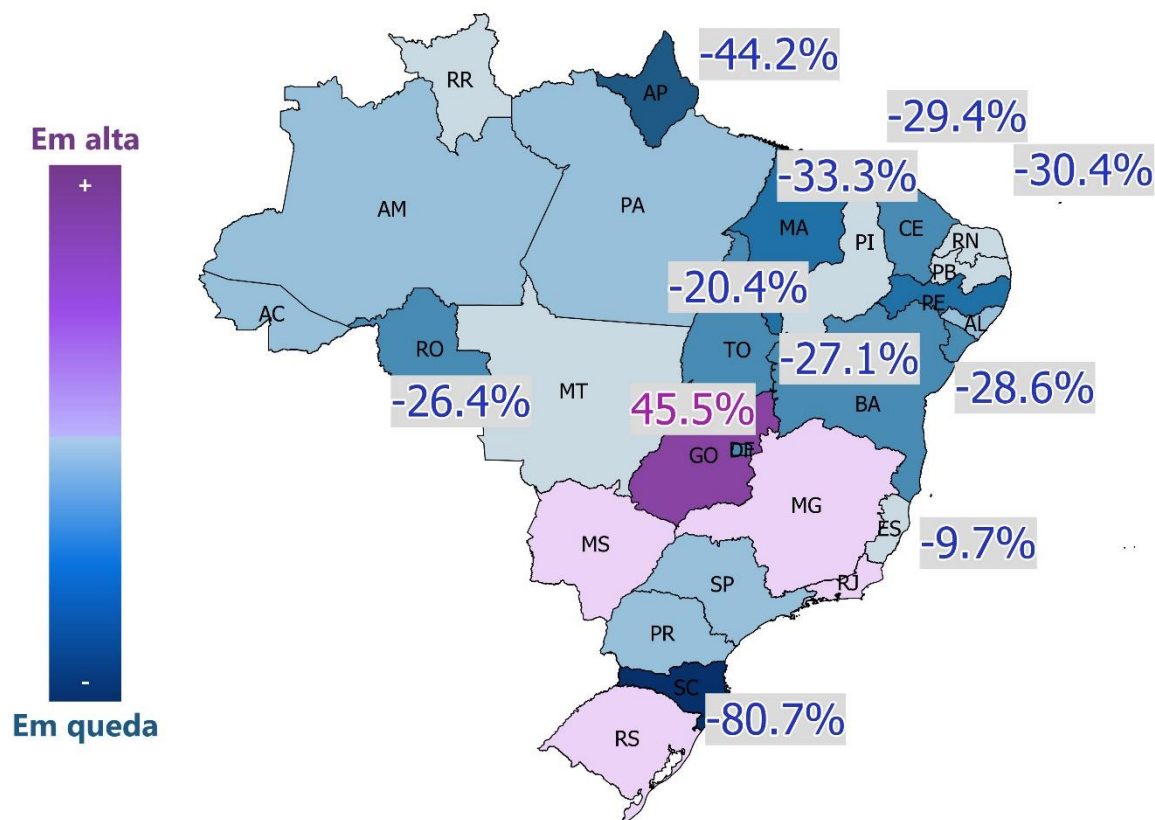 RR
AP
-44.2%
-29.4%
Em alta
+
-33.3%
-30.4%
AM
PA
MA
PI
CE
RN
PB
-20.4%
PE
AC
AL
RO
TO
-27.1%
MT
-26.4%
45.5%
BA
-28.6%
GO
DF
MG
ES
MS
-9.7%
SP
RJ
PR
-
SC
Em queda
-80.7%
RS